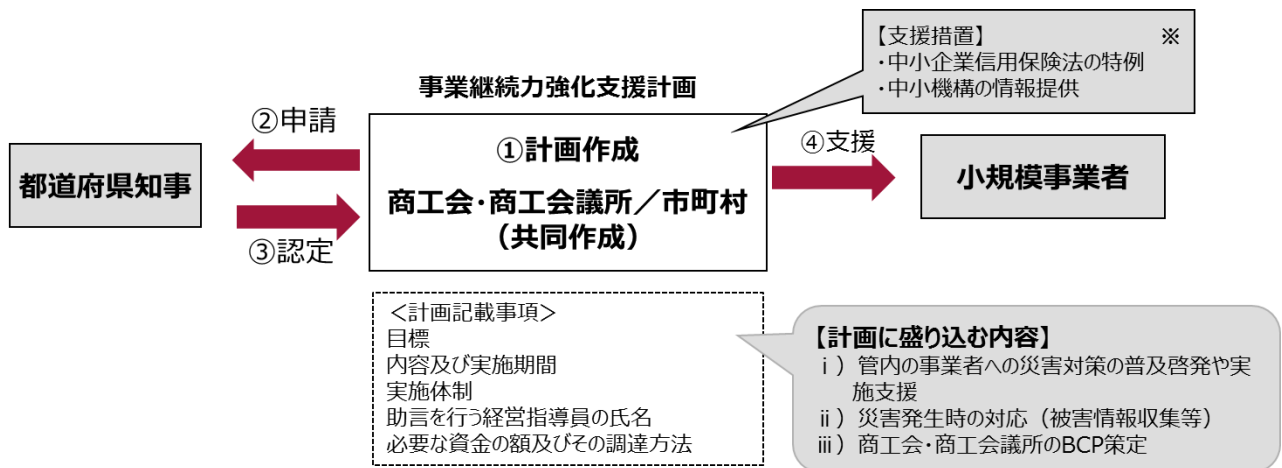 【支援措置】 ※
・中小企業信用保険法の特例
・中小機構の情報提供
事業継続力強化支援計画
②申請
①計画作成
④支援
都道府県知事
商工会・商工会議所／市町村
（共同作成）
小規模事業者
③認定
＜計画記載事項＞
目標
内容及び実施期間
実施体制
助言を行う経営指導員の氏名
必要な資金の額及びその調達方法
【計画に盛り込む内容】
ⅰ）管内の事業者への災害対策の普及啓発や実
施支援
ⅱ）災害発生時の対応（被害情報収集等）
ⅲ）商工会・商工会議所のBCP策定